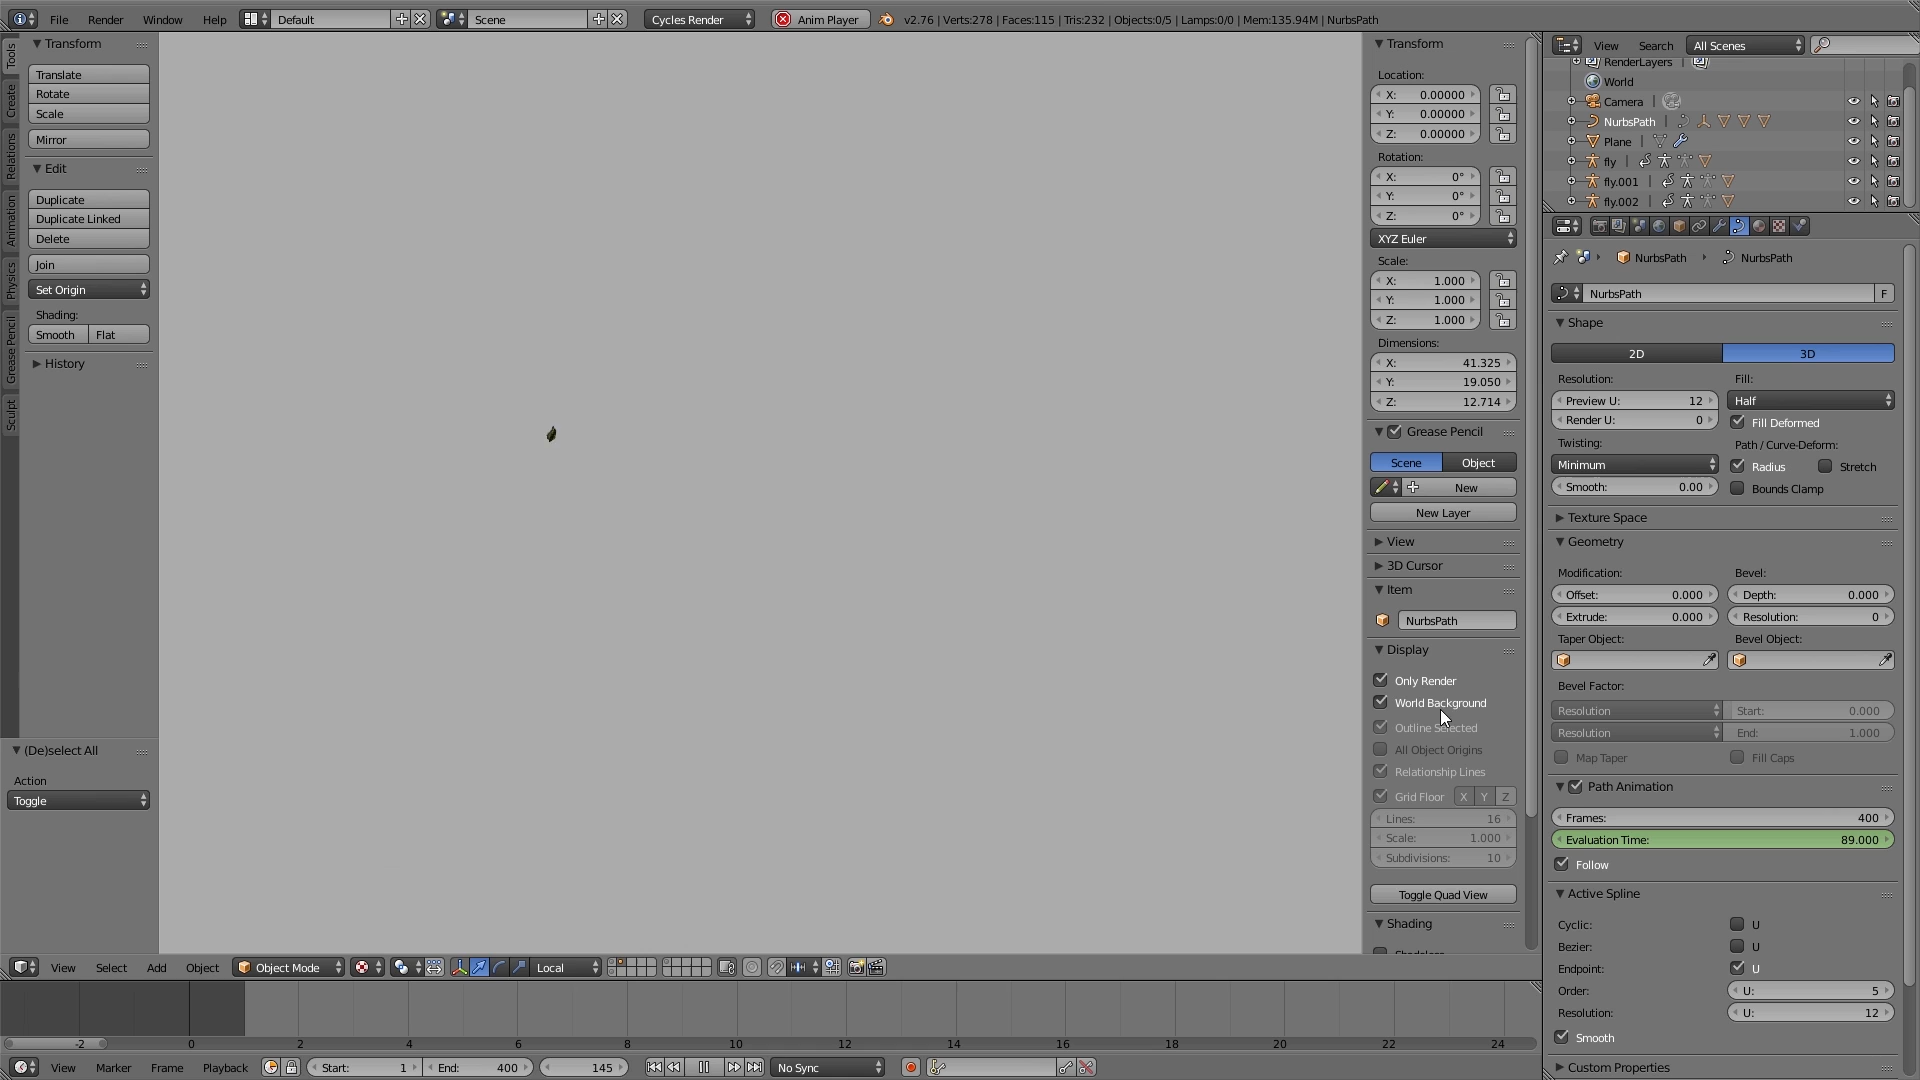 File Render Window Help Default Scene Cycles Render Anim Player v2.76 | Verts:278 | Faces:115 | Tris:232 | Objects:0/5 | Lamps:0/0 | Mem:135.94M | NurbsPath
Tools
Create
Relations
Animation
Physics
Grease Pencil
Sculpt
Transform
Translate
Rotate
Scale
Mirror
Edit
Duplicate
Duplicate Linked
Delete
Join
Set Origin
Shading:
Smooth Flat
History
(De)select All
Action
Toggle
Transform
Location:
X: 0.00000
Y: 0.00000
Z: 0.00000
Rotation:
X: 0°
Y: 0°
Z: 0°
XYZ Euler
Scale:
X: 1.000
Y: 1.000
Z: 1.000
Dimensions:
X: 41.325
Y: 19.050
Z: 12.714
Grease Pencil
Scene Object
New
New Layer
View
3D Cursor
Item
NurbsPath
Display
Only Render
World Background
Outline Selected
All Object Origins
Relationship Lines
Grid Floor X Y Z
Lines: 16
Scale: 1.000
Subdivisions: 10
Toggle Quad View
Shading
View Search All Scenes
RenderLayers |
World
Camera |
NurbsPath |
Plane |
fly |
fly.001 |
fly.002 |
NurbsPath NurbsPath
NurbsPath F
Shape
2D 3D
Resolution: Fill:
Preview U: 12 Half
Render U: 0 Fill Deformed
Twisting: Path / Curve-Deform:
Minimum Radius Stretch
Smooth: 0.00 Bounds Clamp
Texture Space
Geometry
Modification: Bevel:
Offset: 0.000 Depth: 0.000
Extrude: 0.000 Resolution: 0
Taper Object: Bevel Object:
Bevel Factor:
Resolution Start: 0.000
Resolution End: 1.000
Map Taper Fill Caps
Path Animation
Frames: 400
Evaluation Time: 89.000
Follow
Active Spline
Cyclic: U
Bezier: U
Endpoint: U
Order: U: 5
Resolution: U: 12
Smooth
Custom Properties
View Select Add Object Object Mode Local
-2 0 2 4 6 8 10 12 14 16 18 20 22 24
View Marker Frame Playback Start: 1 End: 400 145 No Sync